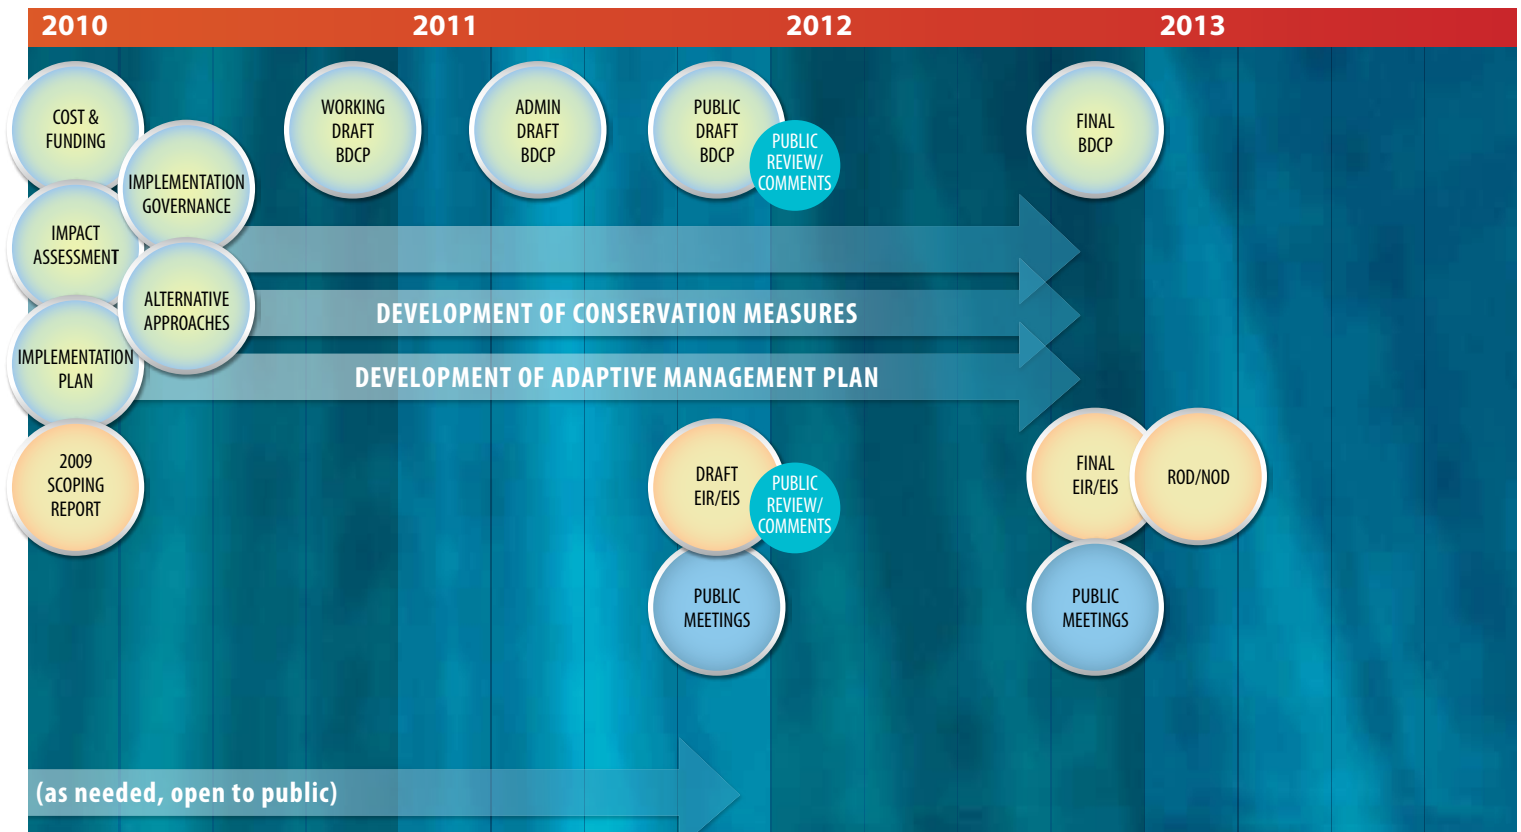 2010 2011 2012 2013
COST &
FUNDING
IMPLEMENTATION
GOVERNANCE
IMPACT
ASSESSMENT
ALTERNATIVE
APPROACHES
IMPLEMENTATION
PLAN
2009
SCOPING
REPORT
WORKING
DRAFT
BDCP
ADMIN
DRAFT
BDCP
PUBLIC
DRAFT
BDCP
PUBLIC
REVIEW/
COMMENTS
FINAL
BDCP
DEVELOPMENT OF CONSERVATION MEASURES
DEVELOPMENT OF ADAPTIVE MANAGEMENT PLAN
DRAFT
EIR/EIS
PUBLIC
REVIEW/
COMMENTS
PUBLIC
MEETINGS
FINAL
EIR/EIS
ROD/NOD
PUBLIC
MEETINGS
(as needed, open to public)